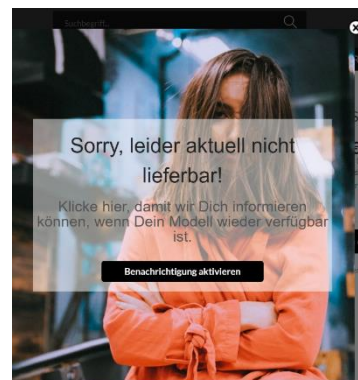 Suchbegriff..
Sorry, leider aktuell nicht
lieferbar!
Klicke hier, damit wir Dich informieren
können, wenn Dein Modell wieder verfügbar
ist.
Benachrichtigung aktivieren